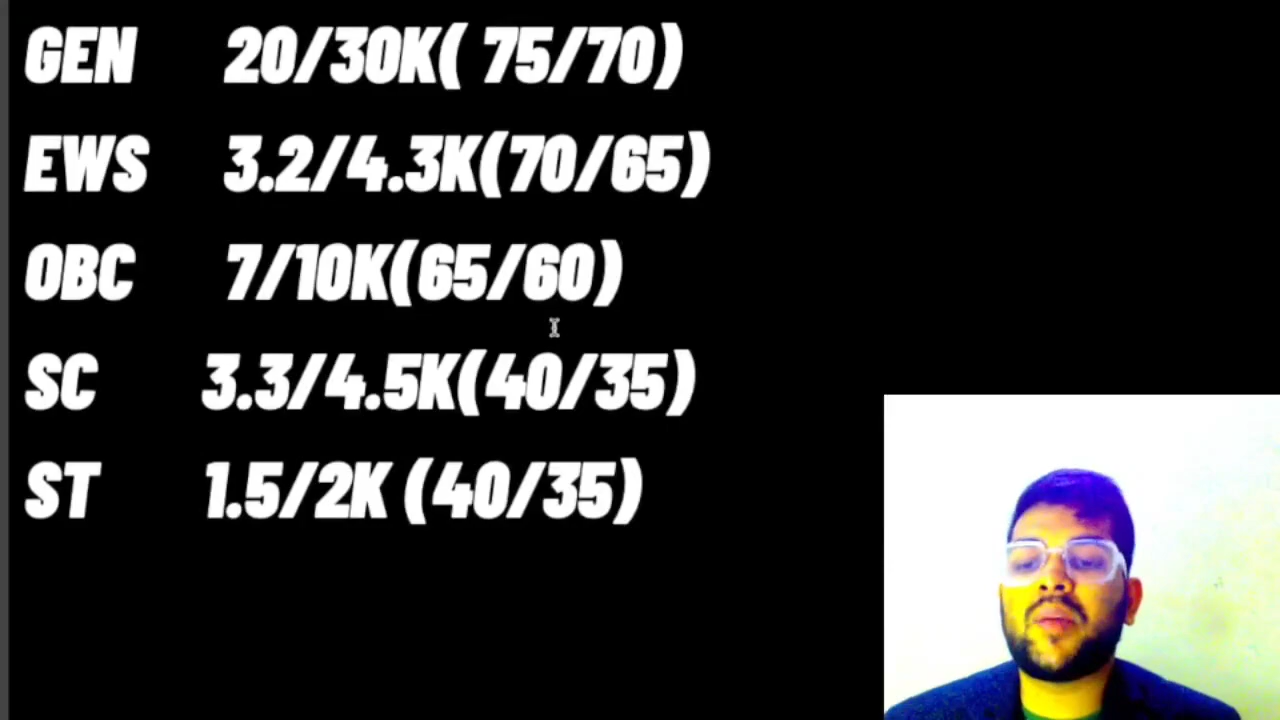 GEN 20/30K( 75/70)
EWS 3.2/4.3K(70/65)
OBC 7/10K(65/60)
SC 3.3/4.5K(40/35)
ST 1.5/2K (40/35)